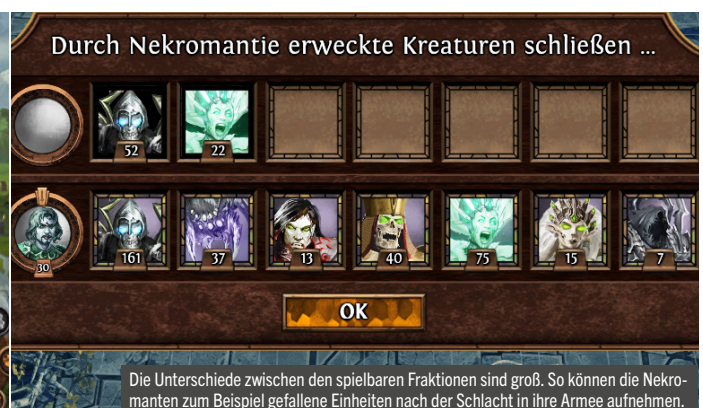 Durch Nekromantie erweckte Kreaturen schließen ...
52 22
30 161 37 13 40 75 15 7
OK
Die Unterschiede zwischen den spielbaren Fraktionen sind groß. So können die Nekro-
manten zum Beispiel gefallene Einheiten nach der Schlacht in ihre Armee aufnehmen.